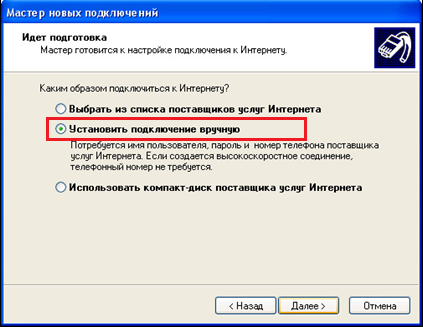 Мастер новых подключений
Идет подготовка
Мастер готовится к настройке подключения к Интернету.
Каким образом подключиться к Интернету?
Выбрать из списка поставщиков услуг Интернета
Установить подключение вручную
Потребуется имя пользователя, пароль и номер телефона поставщика
услуг Интернета. Если создается высокоскоростное соединение,
телефонный номер не требуется.
Использовать компакт-диск поставщика услуг Интернета
< Назад Далее > Отмена